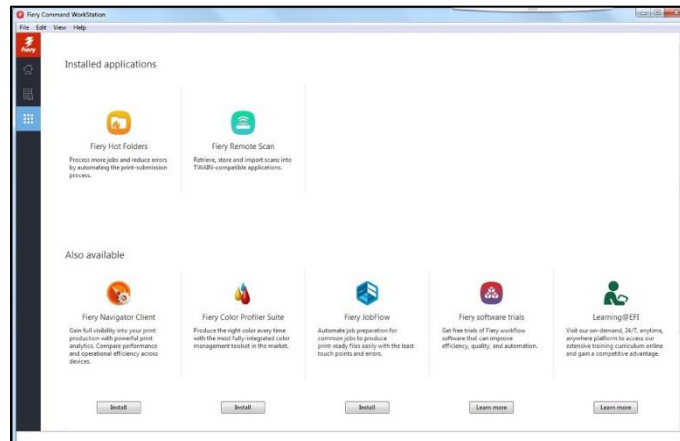 Fiery Command WorkStation
File Edit View Help
fiery
Installed applications
Fiery Hot Folders
Process more jobs and reduce errors
by automating the print-submission
process.
Fiery Remote Scan
Retrieve, store and import scans into
TWAIN-compatible applications.
Also available
Fiery Navigator Client
Gain full visibility into your print
production with powerful print
analytics. Compare performance
and operational efficiency across
devices.
Install
Fiery Color Profiler Suite
Produce the right color every time
with the most fully-integrated color
management toolset in the market.
Install
Fiery JobFlow
Automate job preparation for
common jobs to produce
print-ready files easily with the least
touch points and errors.
Install
Fiery software trials
Get free trials of Fiery workflow
software that can improve
efficiency, quality, and automation.
Learn more
Learning@EFI
Visit our on-demand, 24/7, anytime,
anywhere platform to access our
extensive training curriculum online
and gain a competitive advantage.
Learn more